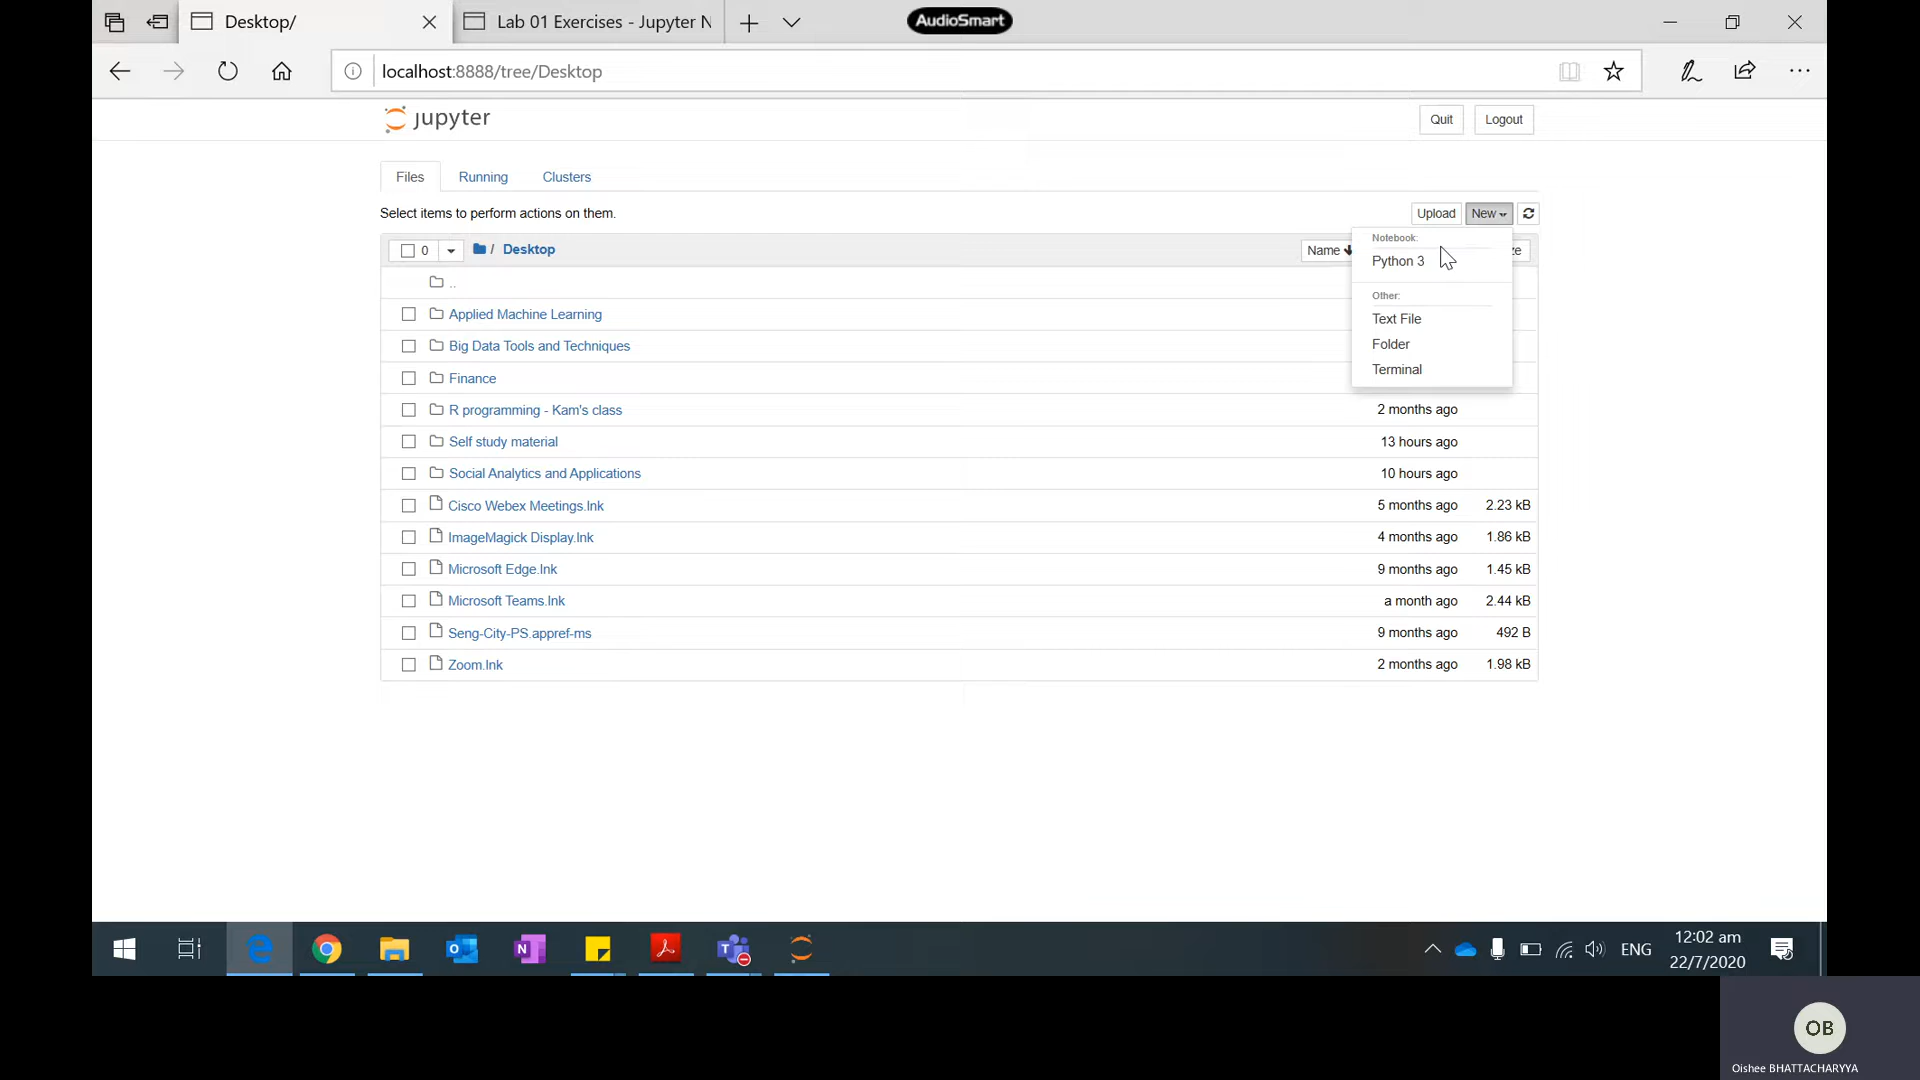 Desktop/
Lab 01 Exercises - Jupyter N
AudioSmart
localhost:8888/tree/Desktop
jupyter
Quit
Logout
Files
Running
Clusters
Select items to perform actions on them.
Upload
New
0
/
Desktop
Name
ze
Notebook:
Python 3
Other:
Text File
Folder
Terminal
..
Applied Machine Learning
Big Data Tools and Techniques
Finance
R programming - Kam's class
2 months ago
Self study material
13 hours ago
Social Analytics and Applications
10 hours ago
Cisco Webex Meetings.lnk
5 months ago
2.23 kB
ImageMagick Display.lnk
4 months ago
1.86 kB
Microsoft Edge.lnk
9 months ago
1.45 kB
Microsoft Teams.lnk
a month ago
2.44 kB
Seng-City-PS.appref-ms
9 months ago
492 B
Zoom.lnk
2 months ago
1.98 kB
ENG
12:02 am
22/7/2020
OB
Oishee BHATTACHARYYA